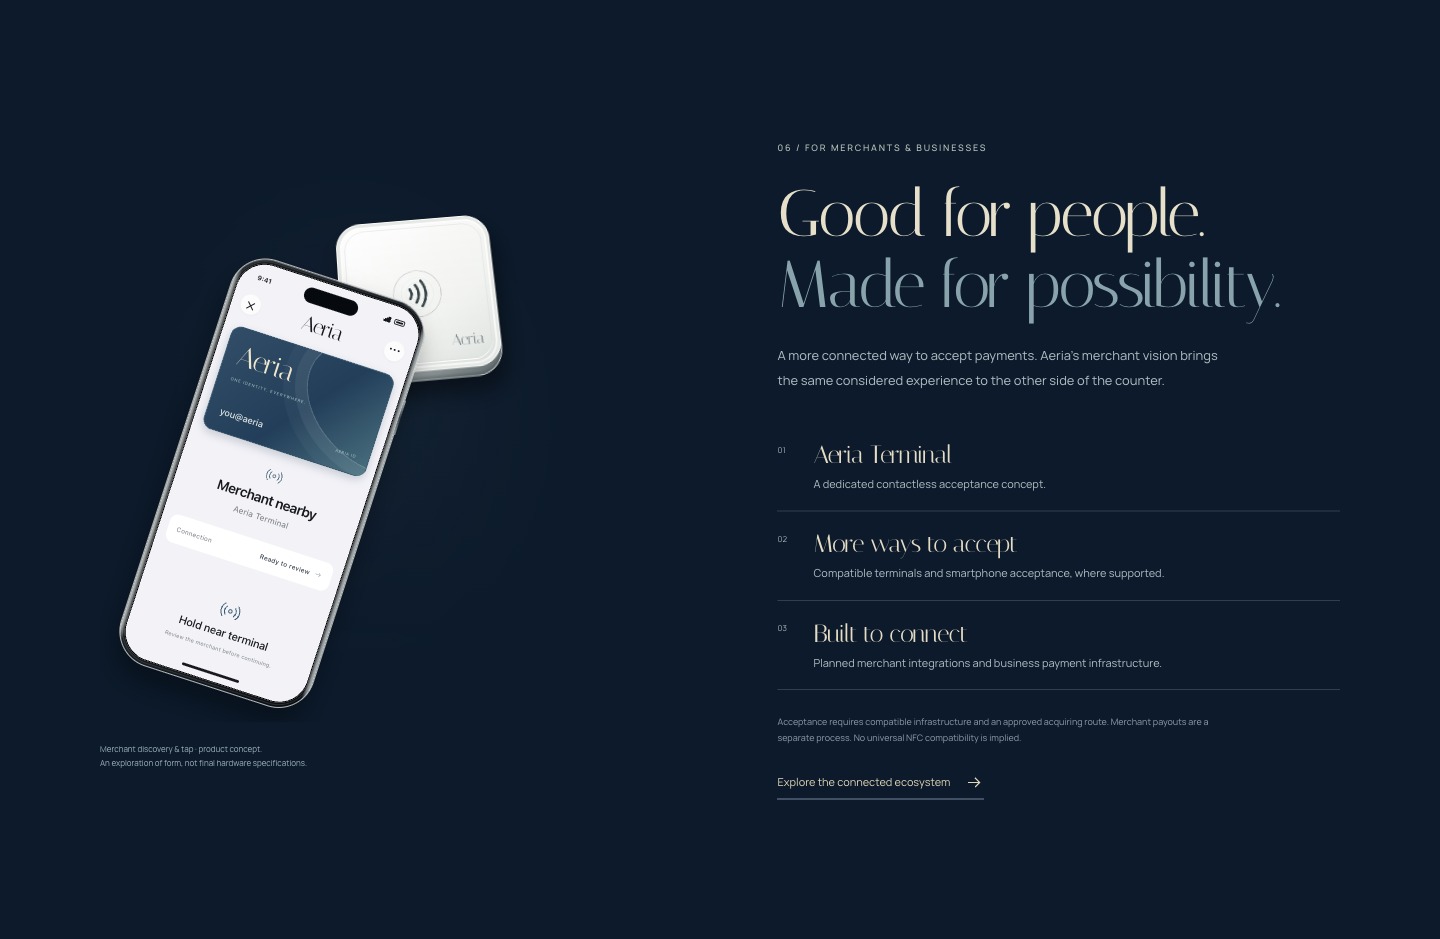 06 / FOR MERCHANTS & BUSINESSES
Good for people.
Made for possibility.
A more connected way to accept payments. Aeria's merchant vision brings
the same considered experience to the other side of the counter.
01
Aeria Terminal
A dedicated contactless acceptance concept.
02
More ways to accept
Compatible terminals and smartphone acceptance, where supported.
03
Built to connect
Planned merchant integrations and business payment infrastructure.
Acceptance requires compatible infrastructure and an approved acquiring route. Merchant payouts are a
separate process. No universal NFC compatibility is implied.
Explore the connected ecosystem →
Aeria
9:41
Aeria
Aeria
ONE IDENTITY. EVERYWHERE
you@aeria
AERIA ID
Merchant nearby
Aeria Terminal
Connection
Ready to review →
Hold near terminal
Review the merchant before continuing.
Merchant discovery & tap · product concept.
An exploration of form, not final hardware specifications.